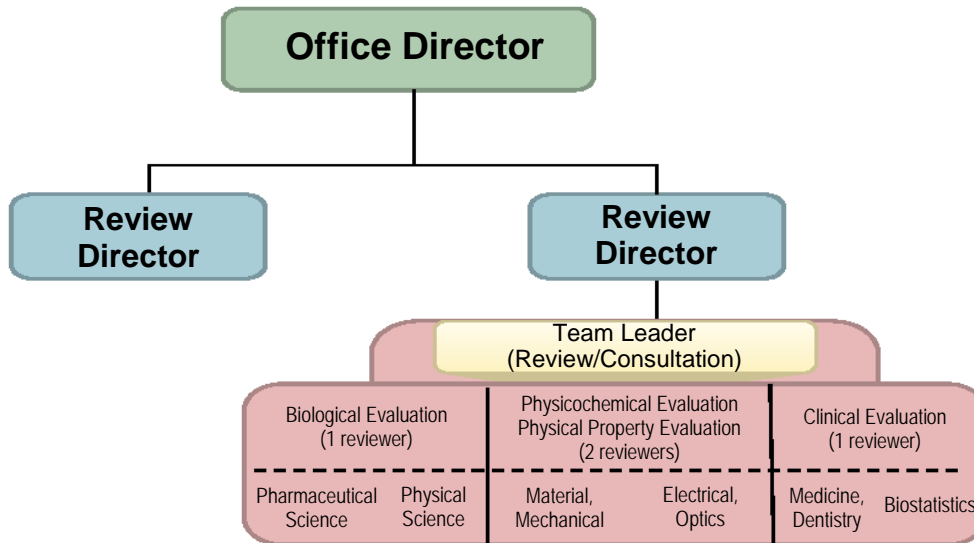 Office Director
Review
Director
Review
Director
Team Leader
(Review/Consultation)
Biological Evaluation
(1 reviewer)
Physicochemical Evaluation
Physical Property Evaluation
(2 reviewers)
Clinical Evaluation
(1 reviewer)
Pharmaceutical
Science
Physical
Science
Material,
Mechanical
Electrical,
Optics
Medicine,
Dentistry
Biostatistics